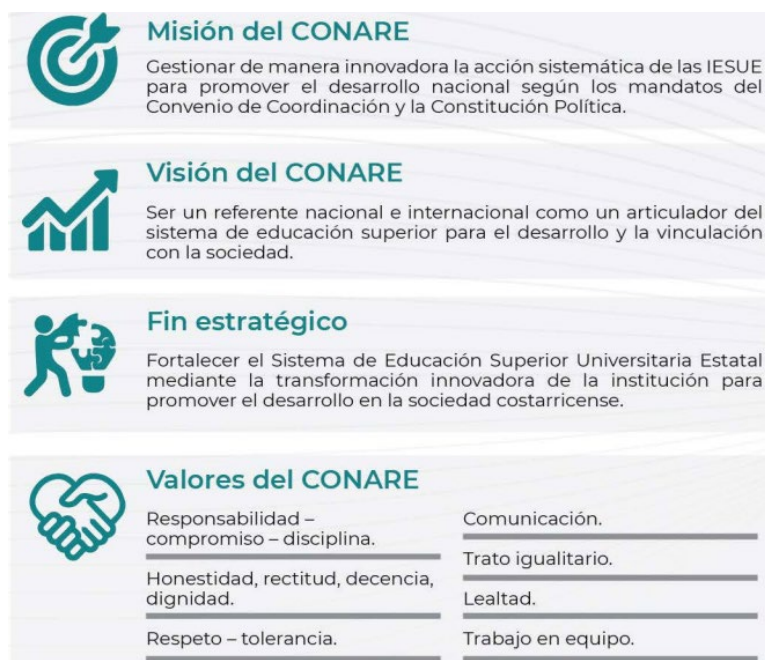 Misión del CONARE
Gestionar de manera innovadora la acción sistemática de las IESUE
para promover el desarrollo nacional según los mandatos del
Convenio de Coordinación y la Constitución Política.
Visión del CONARE
Ser un referente nacional e internacional como un articulador del
sistema de educación superior para el desarrollo y la vinculación
con la sociedad.
Fin estratégico
Fortalecer el Sistema de Educación Superior Universitaria Estatal
mediante la transformación innovadora de la institución para
promover el desarrollo en la sociedad costarricense.
Valores del CONARE
Responsabilidad –
compromiso – disciplina.
Honestidad, rectitud, decencia,
dignidad.
Respeto – tolerancia.
Comunicación.
Trato igualitario.
Lealtad.
Trabajo en equipo.